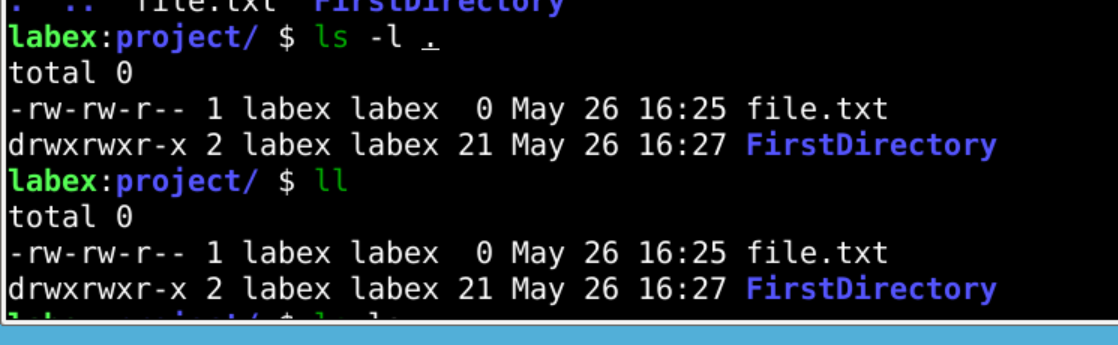 .  ..  file.txt  FirstDirectory
labex:project/ $ ls -l .
total 0
-rw-rw-r-- 1 labex labex  0 May 26 16:25 file.txt
drwxrwxr-x 2 labex labex 21 May 26 16:27 FirstDirectory
labex:project/ $ ll
total 0
-rw-rw-r-- 1 labex labex  0 May 26 16:25 file.txt
drwxrwxr-x 2 labex labex 21 May 26 16:27 FirstDirectory
labex:project/ $